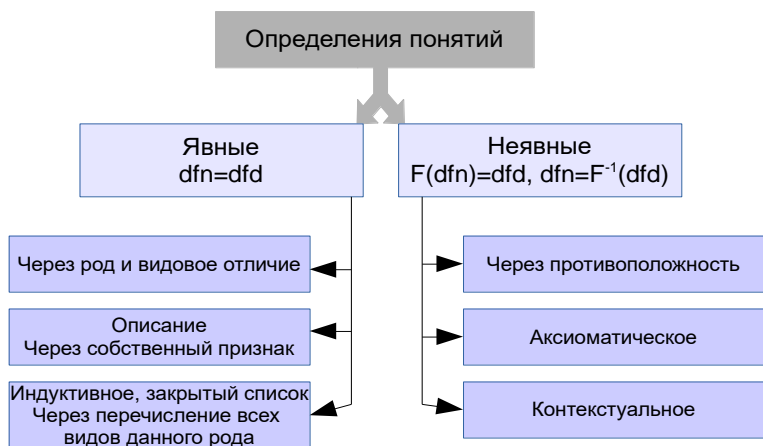 Определения понятий
Явные
dfn=dfd
Неявные
F(dfn)=dfd, dfn=F⁻¹(dfd)
Через род и видовое отличие
Описание
Через собственный признак
Индуктивное, закрытый список
Через перечисление всех
видов данного рода
Через противоположность
Аксиоматическое
Контекстуальное